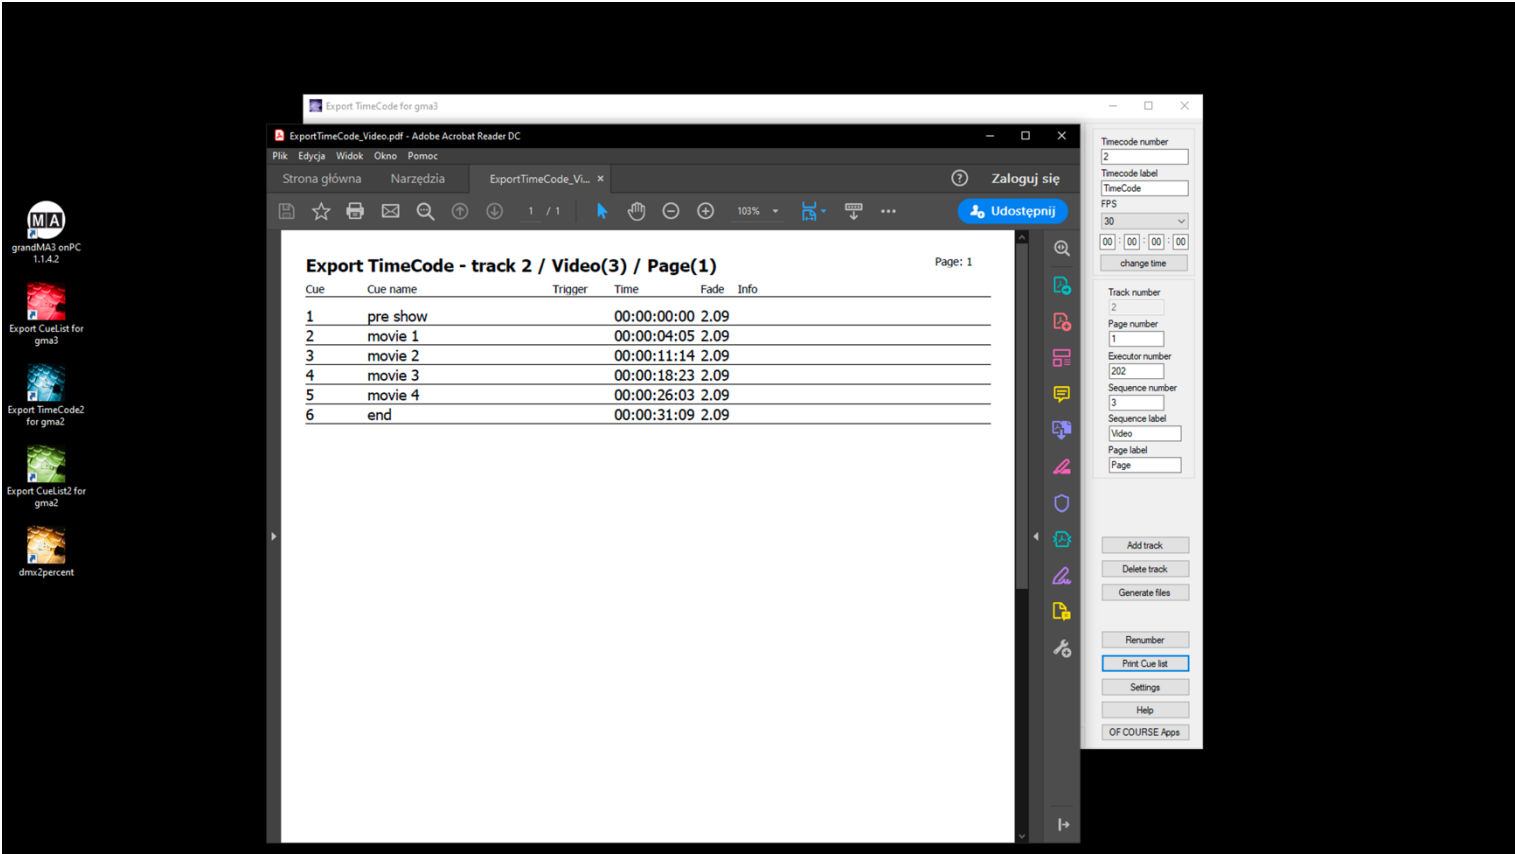 Export TimeCode for gma3
ExportTimeCode_Video.pdf - Adobe Acrobat Reader DC
Plik Edycja Widok Okno Pomoc
Strona główna Narzędzia ExportTimeCode_Vi... ×
Zaloguj się
1 / 1 103% Udostępnij
Export TimeCode - track 2 / Video(3) / Page(1)
Page: 1
Cue Cue name Trigger Time Fade Info
1 pre show 00:00:00:00 2.09
2 movie 1 00:00:04:05 2.09
3 movie 2 00:00:11:14 2.09
4 movie 3 00:00:18:23 2.09
5 movie 4 00:00:26:03 2.09
6 end 00:00:31:09 2.09
Timecode number
2
Timecode label
TimeCode
FPS
30
00 : 00 : 00 : 00
change time
Track number
2
Page number
1
Executor number
202
Sequence number
3
Sequence label
Video
Page label
Page
Add track
Delete track
Generate files
Renumber
Print Cue list
Settings
Help
OF COURSE Apps
MA
grandMA3 onPC
1.1.4.2
Export CueList for
gma3
Export TimeCode2
for gma2
Export CueList2 for
gma2
dmx2percent